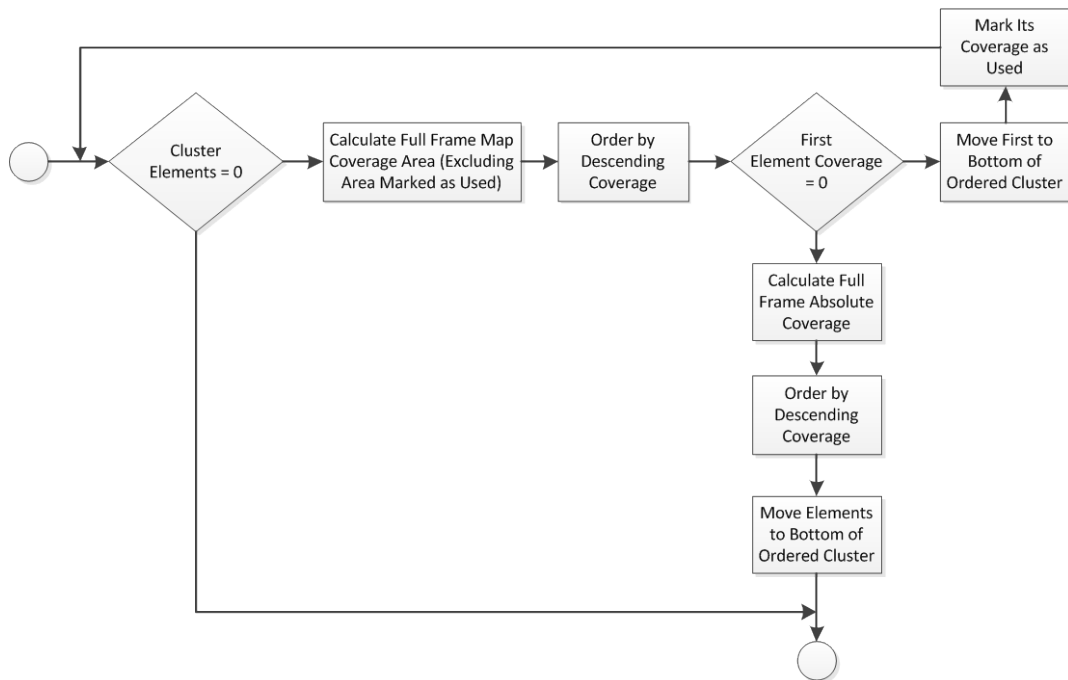 Mark Its
Coverage as
Used
Cluster
Elements = 0
Calculate Full Frame Map
Coverage Area (Excluding
Area Marked as Used)
Order by
Descending
Coverage
First
Element Coverage
= 0
Move First to
Bottom of
Ordered Cluster
Calculate Full
Frame Absolute
Coverage
Order by
Descending
Coverage
Move Elements
to Bottom of
Ordered Cluster